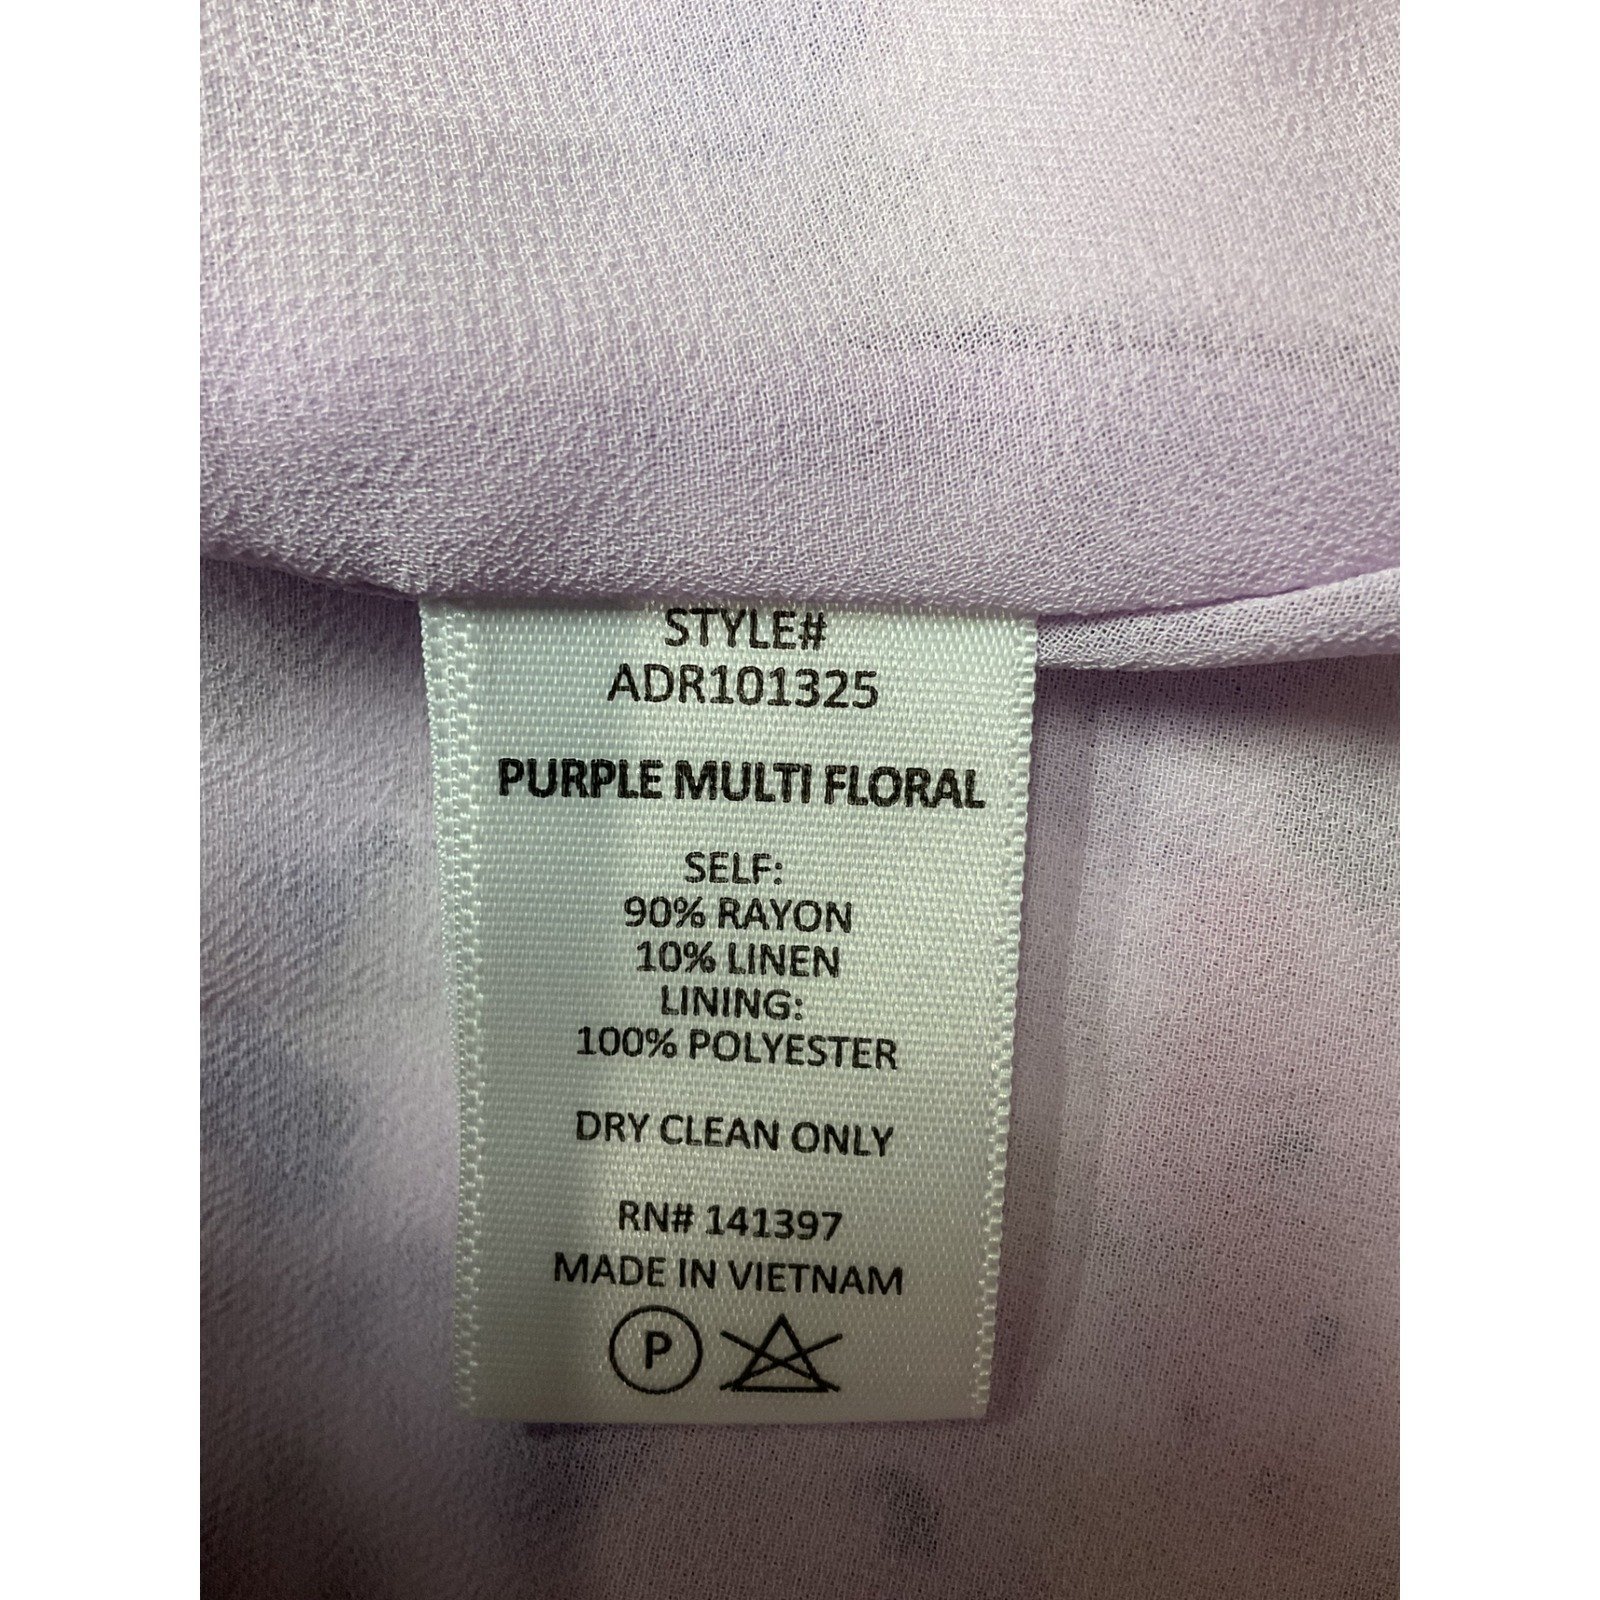 STYLE#
ADR101325
PURPLE MULTI FLORAL
SELF:
90% RAYON
10% LINEN
LINING:
100% POLYESTER
DRY CLEAN ONLY
RN# 141397
MADE IN VIETNAM
P